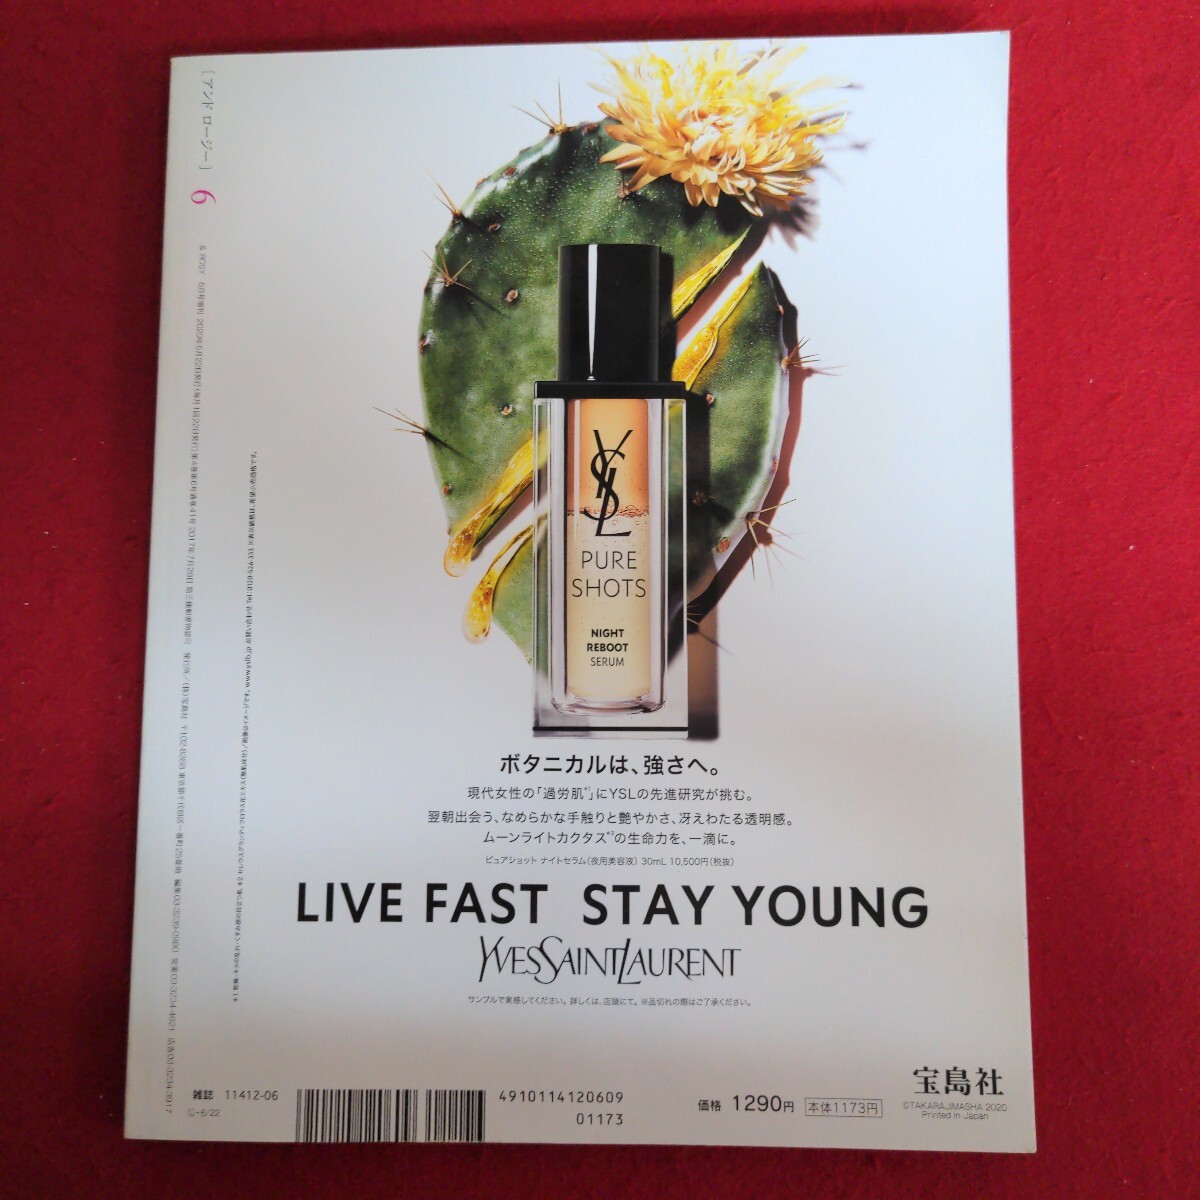 [アンド ロージー] 6
YSL
PURE
SHOTS
NIGHT
REBOOT
SERUM
ボタニカルは、強さへ。
現代女性の「過労肌*1」にYSLの先進研究が挑む。
翌朝出会う、なめらかな手触りと艶やかさ、冴えわたる透明感。
ムーンライトカクタス*2の生命力を、一滴に。
ピュアショット ナイトセラム(夜用美容液) 30mL 10,500円(税抜)
LIVE FAST STAY YOUNG
YVESSAINTLAURENT
サンプルで実感してください。詳しくは、店頭にて。※品切れの際はご了承ください。
雑誌 11412-06
4910114120609
01173
価格 1290円 本体1173円
宝島社
©TAKARAJIMASHA 2020
Printed in Japan